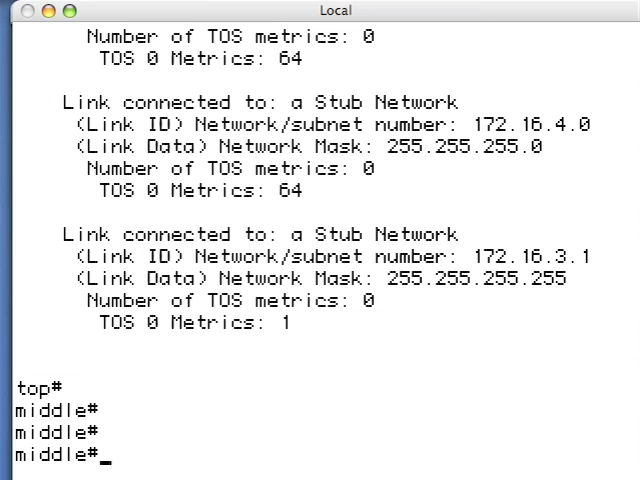 Local
Number of TOS metrics: 0
TOS 0 Metrics: 64
Link connected to: a Stub Network
(Link ID) Network/subnet number: 172.16.4.0
(Link Data) Network Mask: 255.255.255.0
Number of TOS metrics: 0
TOS 0 Metrics: 64
Link connected to: a Stub Network
(Link ID) Network/subnet number: 172.16.3.1
(Link Data) Network Mask: 255.255.255.255
Number of TOS metrics: 0
TOS 0 Metrics: 1
top#
middle#
middle#
middle#_